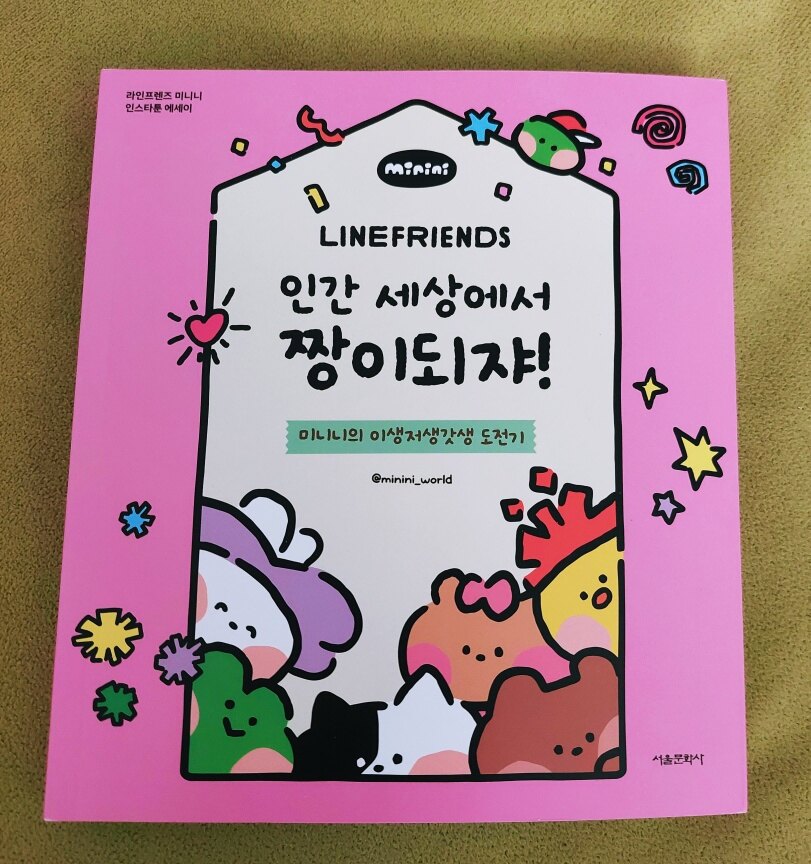 라인프렌즈 미니니
인스타툰 에세이
minini
LINEFRIENDS
인간 세상에서
짱이되쟈!
미니니의 이생저생갓생 도전기
@minini_world
서울문화사